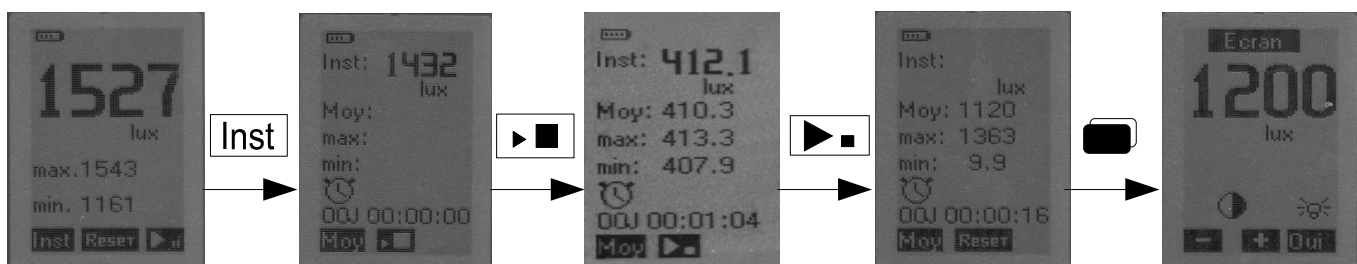 1527
lux
max.1543
min. 1161
Inst Reset
Inst
Inst: 1432
lux
Moy:
max:
min:
00J 00:00:00
Moy
Inst: 412.1
lux
Moy: 410.3
max: 413.3
min: 407.9
00J 00:01:04
Moy
Inst:
lux
Moy: 1120
max: 1363
min: 9.9
00J 00:00:16
Moy Reset
Ecran
1200
lux
- + Oui